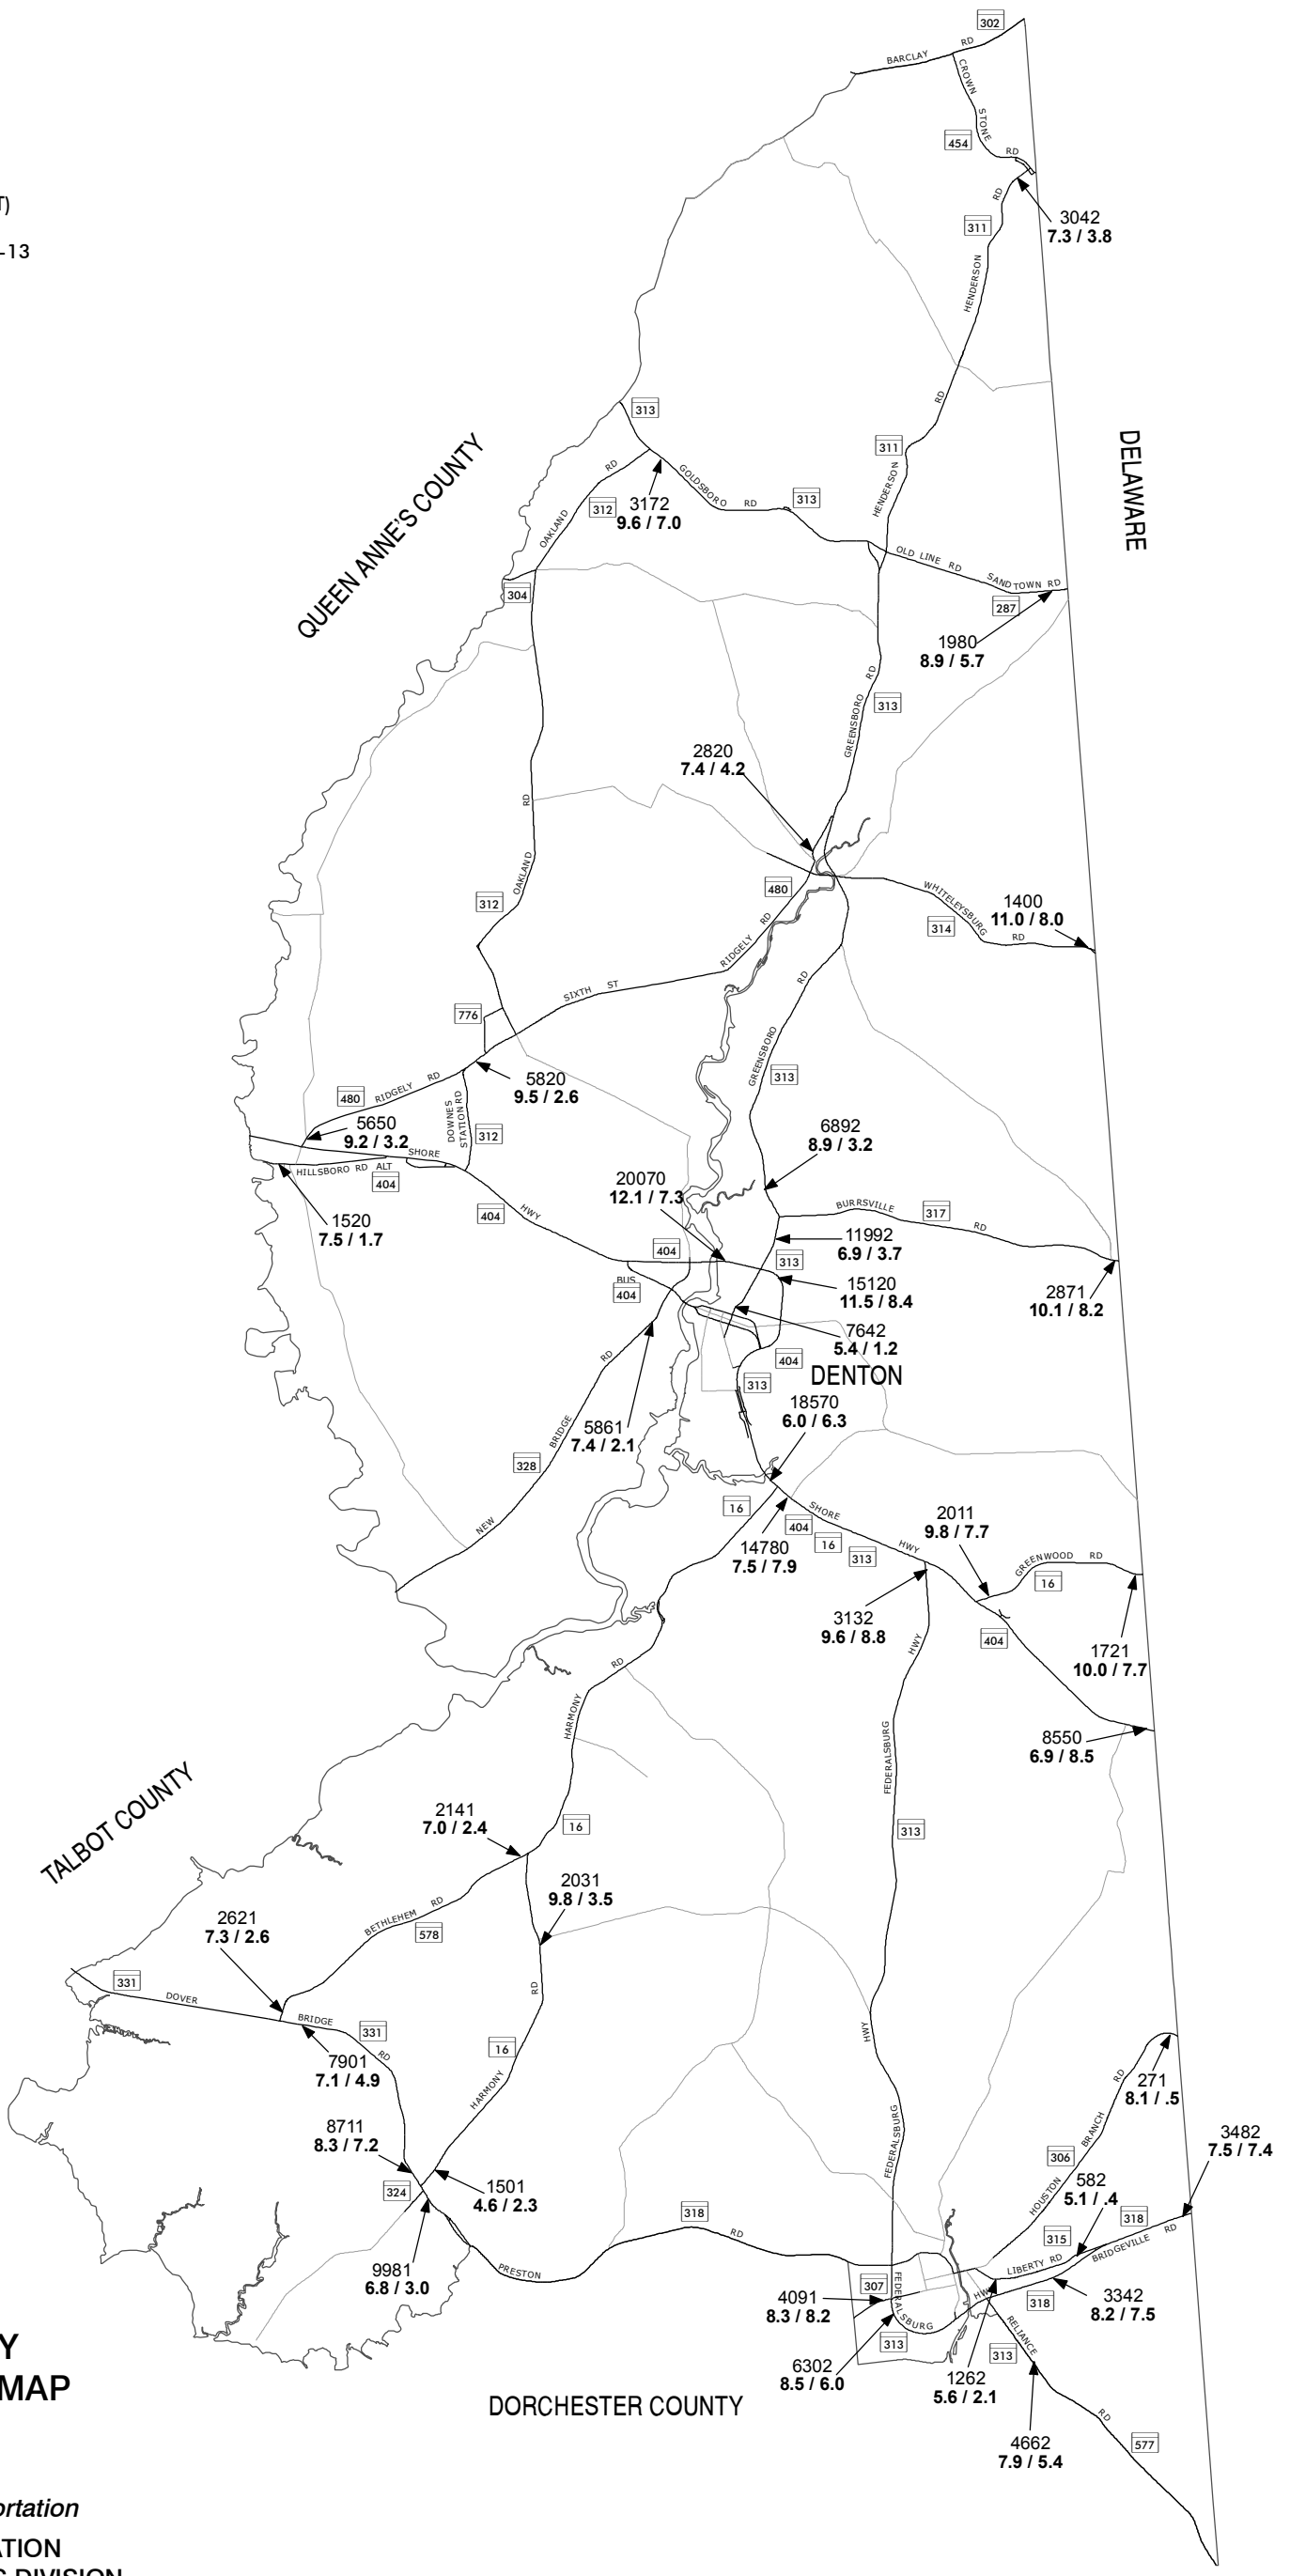 302
BARCLAY RD
CROWN STONE RD
454
T)
3042
7.3 / 3.8
RD
311
-13
HENDERSON
RD
313
DELAWARE
311
QUEEN ANNE'S COUNTY
HENDERSON
GOLDSBORO RD
313
RD
312
3172
9.6 / 7.0
OAKLAND
OLD LINE RD
SANDTOWN RD
304
287
1980
8.9 / 5.7
RD
313
GREENSBORO
2820
7.4 / 4.2
RD
OAKLAND
480
WHITELEYSBURG RD
312
1400
11.0 / 8.0
314
RIDGELY RD
RD
SIXTH ST
776
GREENSBORO
313
5820
9.5 / 2.6
RIDGELY RD
480
DOWNES
STATION RD
5650
9.2 / 3.2
312
6892
8.9 / 3.2
SHORE
HILLSBORO RD ALT
404
20070
12.1 / 7.3
BURRSVILLE RD
317
1520
7.5 / 1.7
404
HWY
11992
6.9 / 3.7
404
313
BUS
404
15120
11.5 / 8.4
2871
10.1 / 8.2
7642
5.4 / 1.2
RD
404
DENTON
313
18570
6.0 / 6.3
5861
7.4 / 2.1
BRIDGE
328
16
SHORE
404
16
313
HWY
2011
9.8 / 7.7
NEW
14780
7.5 / 7.9
GREENWOOD RD
16
3132
9.6 / 8.8
404
HWY
1721
10.0 / 7.7
RD
HARMONY
FEDERALSBURG
8550
6.9 / 8.5
TALBOT COUNTY
2141
7.0 / 2.4
16
313
2031
9.8 / 3.5
2621
7.3 / 2.6
BETHLEHEM RD
578
331
DOVER
BRIDGE
331
RD
RD
HWY
16
7901
7.1 / 4.9
HARMONY
RD
271
8.1 / .5
8711
8.3 / 7.2
FEDERALSBURG
BRANCH
3482
7.5 / 7.4
306
324
1501
4.6 / 2.3
HOUSTON
582
5.1 / .4
318
RD
318
315
BRIDGEVILLE RD
LIBERTY RD
9981
6.8 / 3.0
PRESTON
307
4091
8.3 / 8.2
FEDERALSBURG HWY
318
3342
8.2 / 7.5
313
RELIANCE
313
Y
MAP
6302
8.5 / 6.0
1262
5.6 / 2.1
DORCHESTER COUNTY
RD
4662
7.9 / 5.4
577
ortation
ATION
S DIVISION